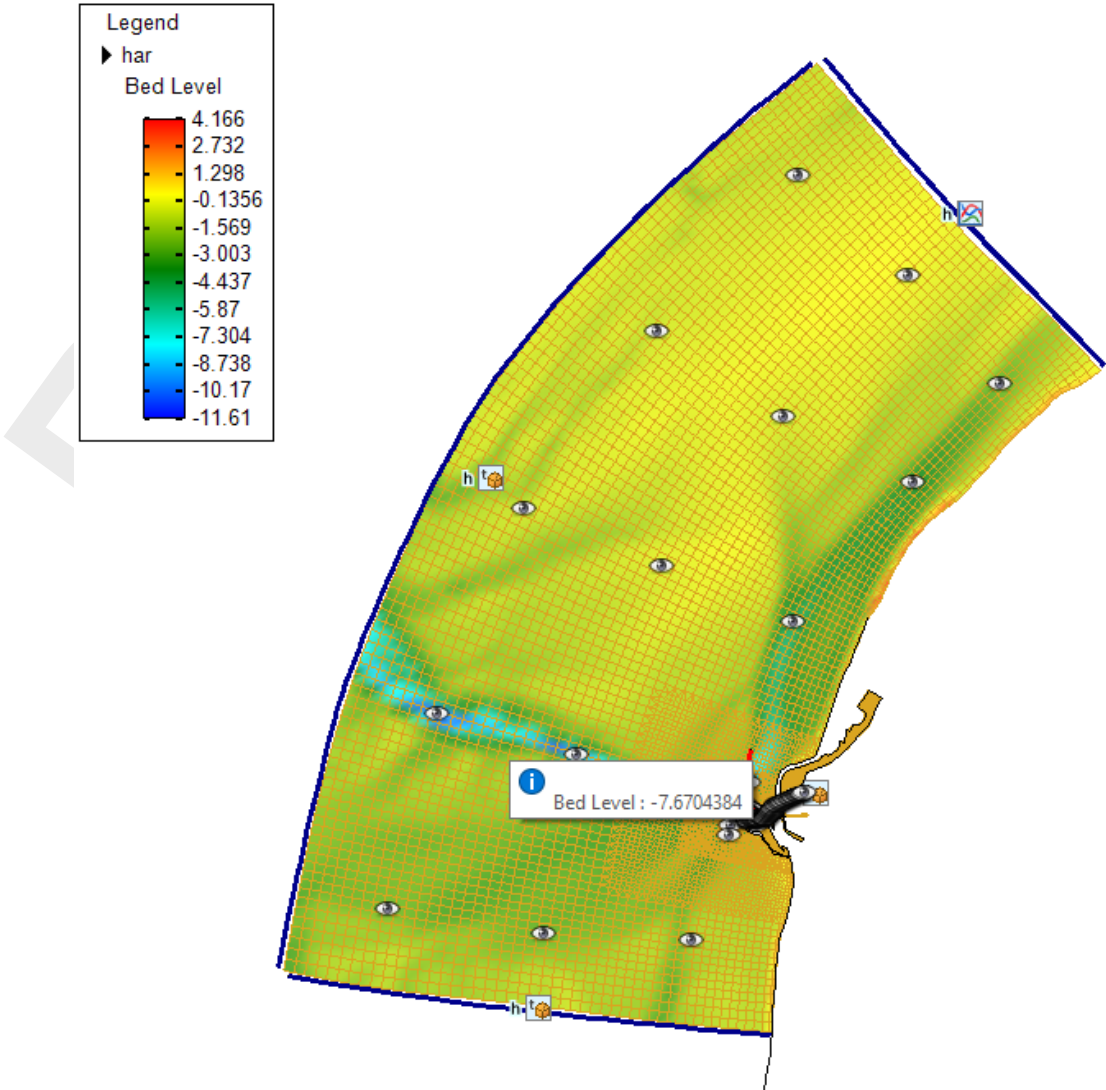 Legend
har
Bed Level
4.166
2.732
1.298
-0.1356
-1.569
-3.003
-4.437
-5.87
-7.304
-8.738
-10.17
-11.61
h
h t
Bed Level : -7.6704384
h t